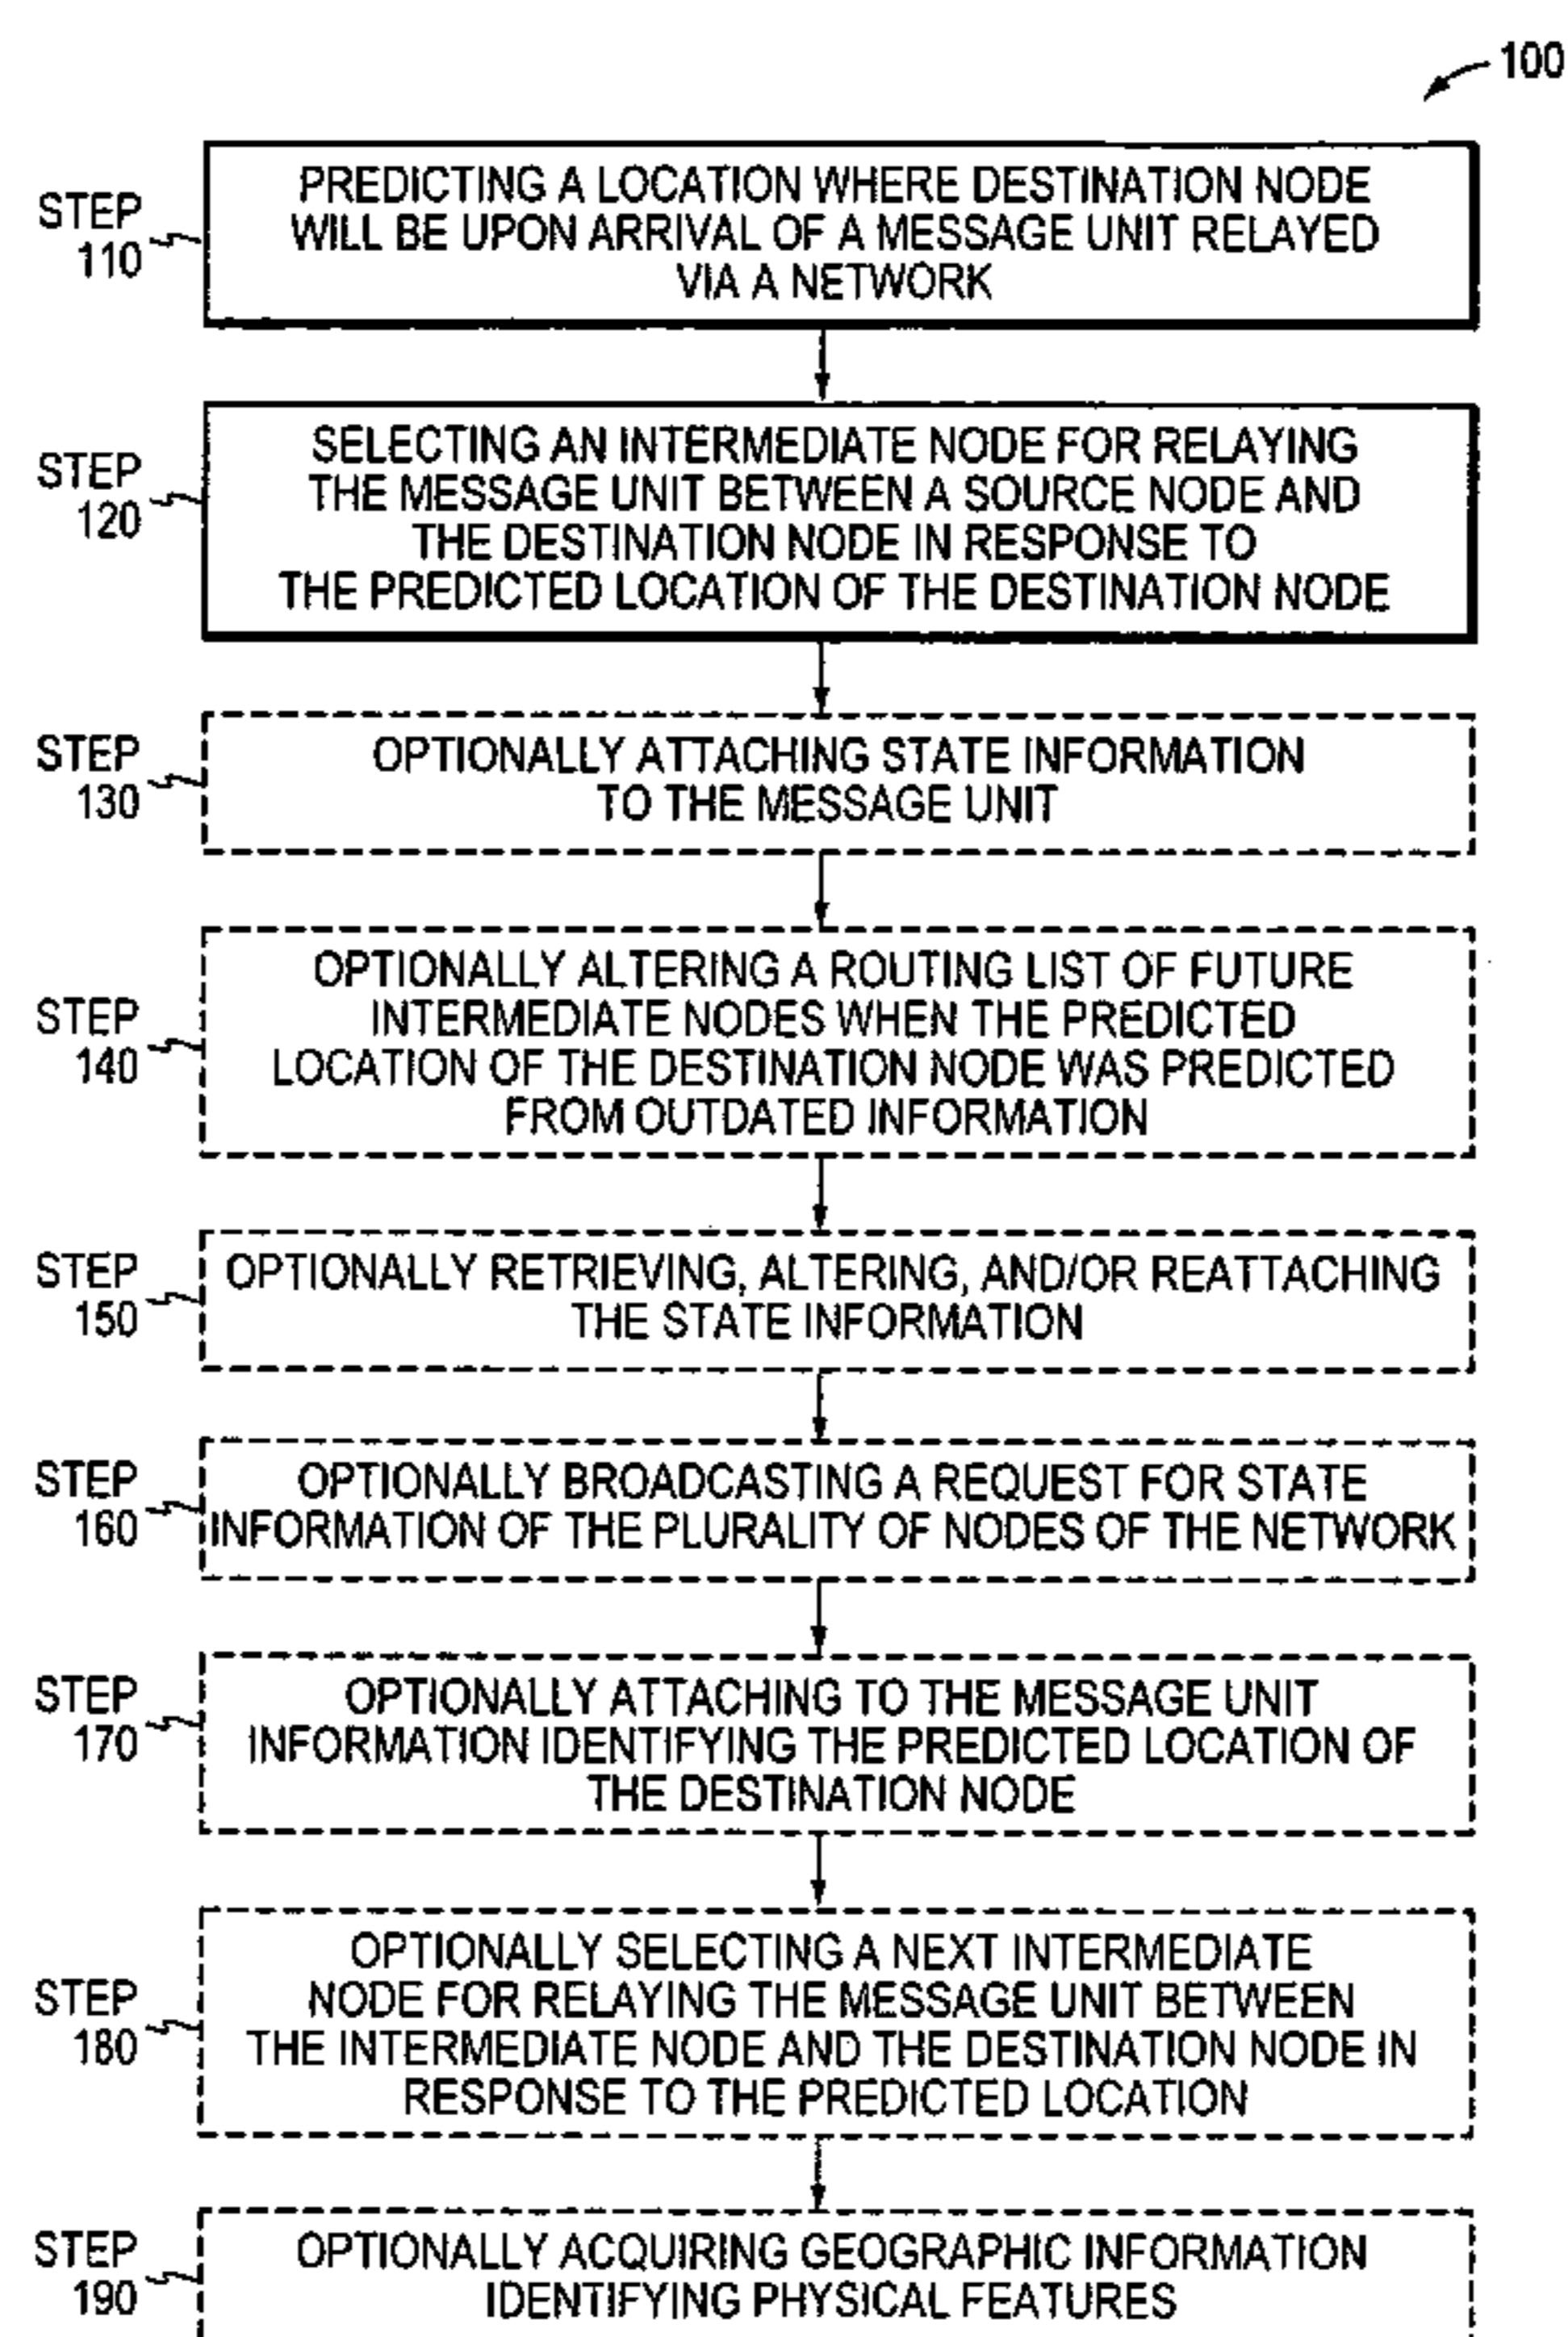 100
STEP
110
PREDICTING A LOCATION WHERE DESTINATION NODE
WILL BE UPON ARRIVAL OF A MESSAGE UNIT RELAYED
VIA A NETWORK
STEP
120
SELECTING AN INTERMEDIATE NODE FOR RELAYING
THE MESSAGE UNIT BETWEEN A SOURCE NODE AND
THE DESTINATION NODE IN RESPONSE TO
THE PREDICTED LOCATION OF THE DESTINATION NODE
STEP
130
OPTIONALLY ATTACHING STATE INFORMATION
TO THE MESSAGE UNIT
STEP
140
OPTIONALLY ALTERING A ROUTING LIST OF FUTURE
INTERMEDIATE NODES WHEN THE PREDICTED
LOCATION OF THE DESTINATION NODE WAS PREDICTED
FROM OUTDATED INFORMATION
STEP
150
OPTIONALLY RETRIEVING, ALTERING, AND/OR REATTACHING
THE STATE INFORMATION
STEP
160
OPTIONALLY BROADCASTING A REQUEST FOR STATE
INFORMATION OF THE PLURALITY OF NODES OF THE NETWORK
STEP
170
OPTIONALLY ATTACHING TO THE MESSAGE UNIT
INFORMATION IDENTIFYING THE PREDICTED LOCATION OF
THE DESTINATION NODE
STEP
180
OPTIONALLY SELECTING A NEXT INTERMEDIATE
NODE FOR RELAYING THE MESSAGE UNIT BETWEEN
THE INTERMEDIATE NODE AND THE DESTINATION NODE IN
RESPONSE TO THE PREDICTED LOCATION
STEP
190
OPTIONALLY ACQUIRING GEOGRAPHIC INFORMATION
IDENTIFYING PHYSICAL FEATURES